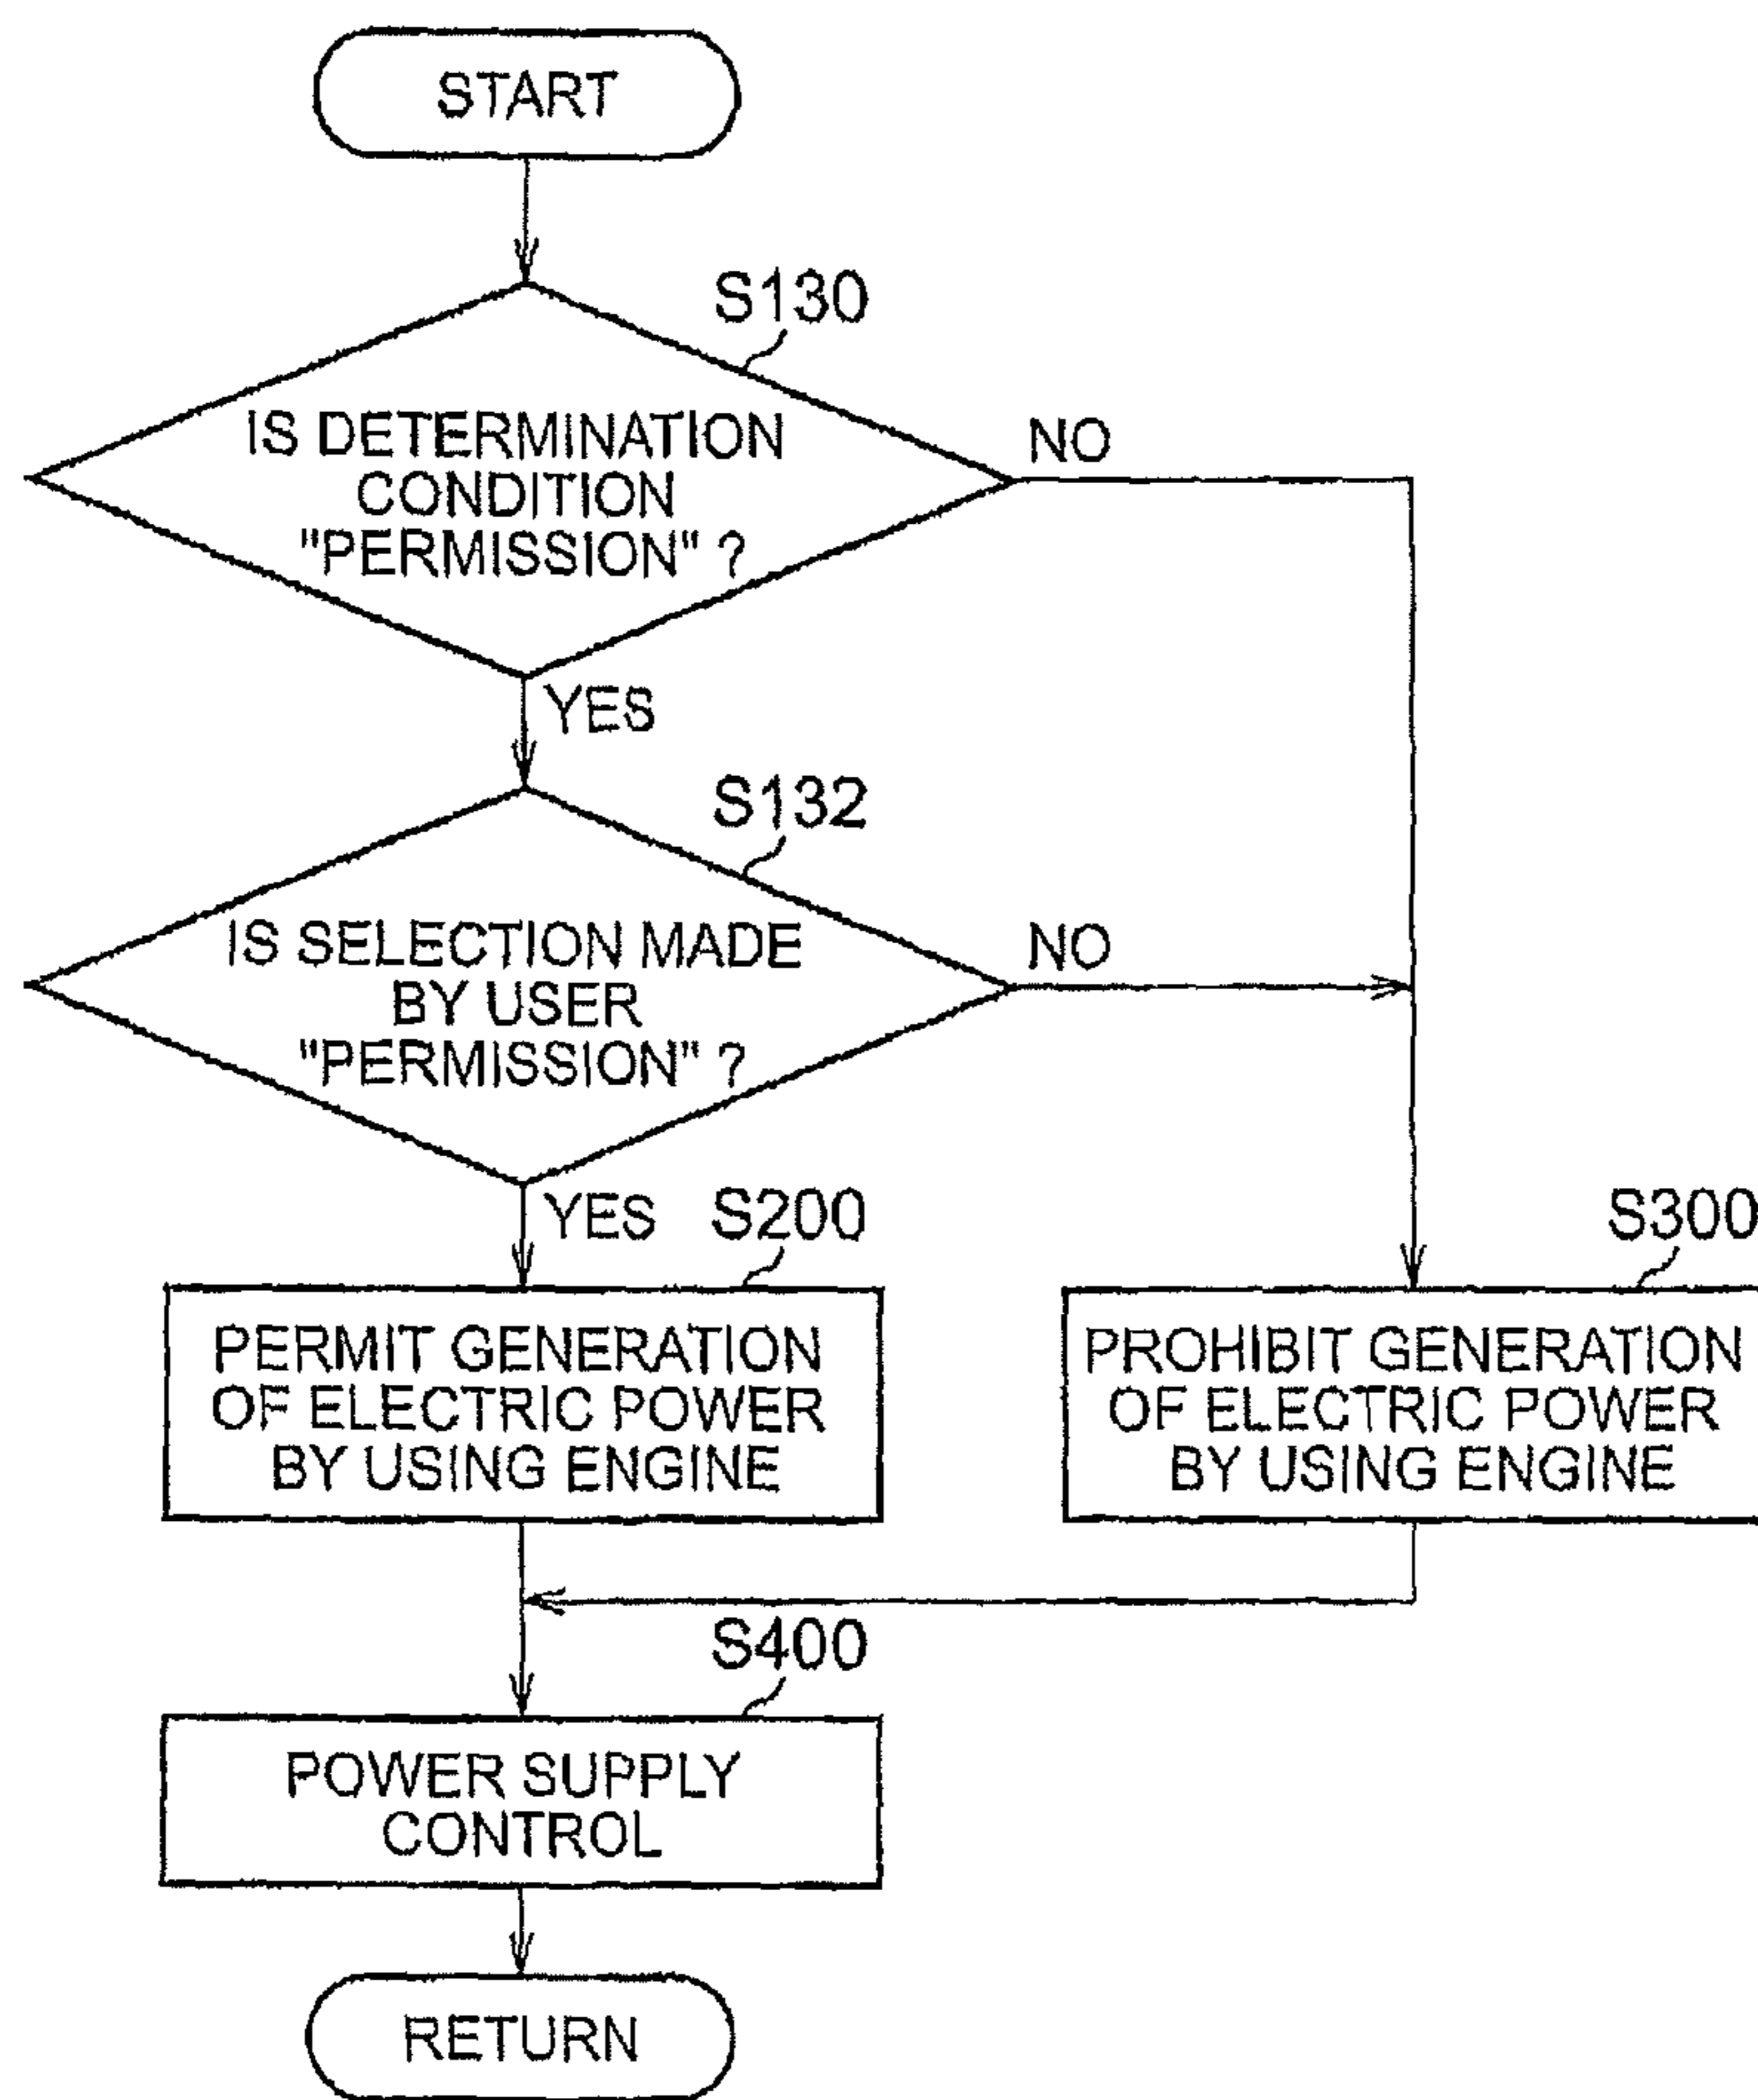 START
S130
IS DETERMINATION
CONDITION
"PERMISSION" ?
NO
YES
S132
IS SELECTION MADE
BY USER
"PERMISSION" ?
NO
YES
S200
PERMIT GENERATION
OF ELECTRIC POWER
BY USING ENGINE
S300
PROHIBIT GENERATION
OF ELECTRIC POWER
BY USING ENGINE
S400
POWER SUPPLY
CONTROL
RETURN